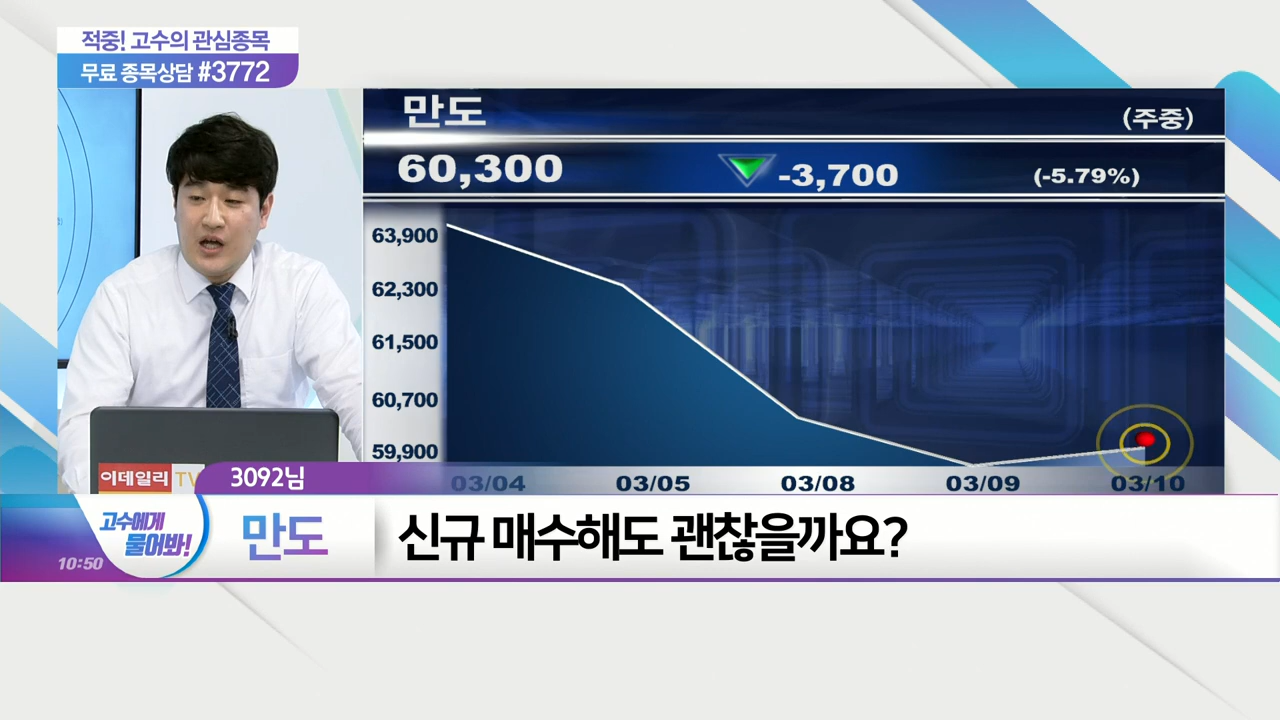 적중! 고수의 관심종목
무료 종목상담 #3772
만도
(주중)
60,300
-3,700
(-5.79%)
63,900
62,300
61,500
60,700
59,900
03/04
03/05
03/08
03/09
03/10
이데일리 TV
3092님
고수에게
물어봐!
10:50
만도
신규 매수해도 괜찮을까요?